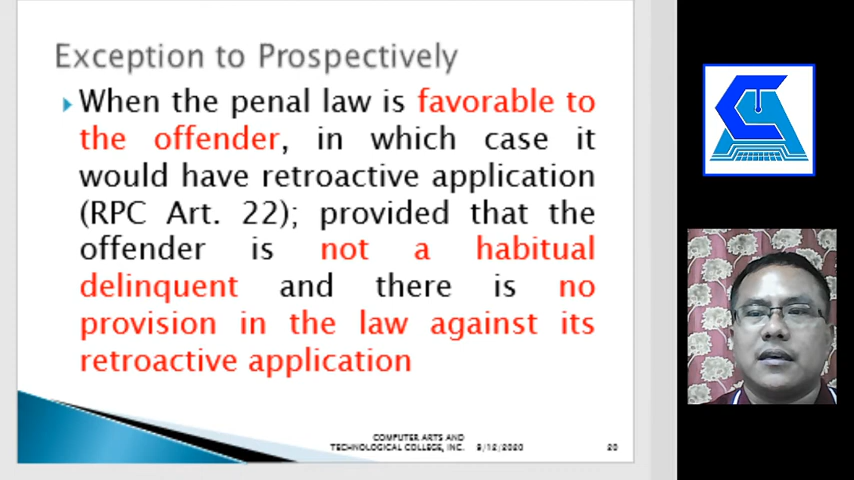 Exception to Prospectively
When the penal law is favorable to
the offender, in which case it
would have retroactive application
(RPC Art. 22); provided that the
offender is not a habitual
delinquent and there is no
provision in the law against its
retroactive application
COMPUTER ARTS AND
TECHNOLOGICAL COLLEGE, INC. 9/12/2020 20